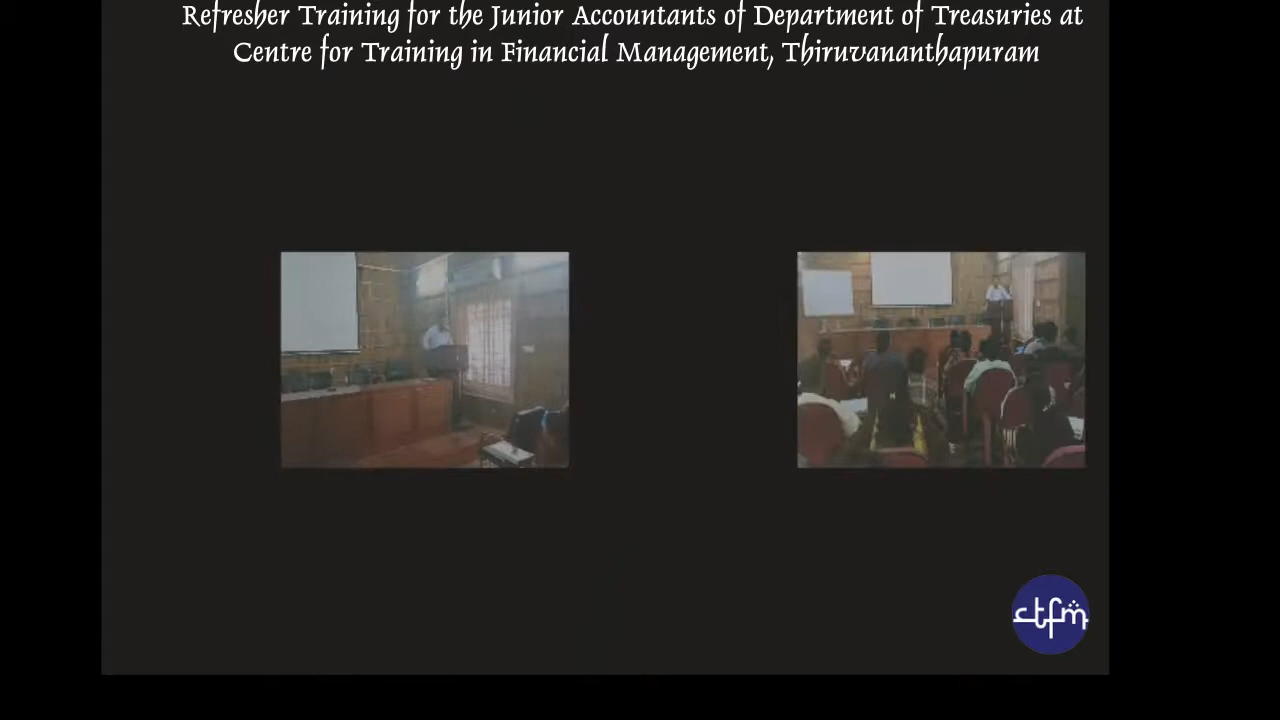 Refresher Training for the Junior Accountants of Department of Treasuries at
Centre for Training in Financial Management, Thiruvananthapuram
ctfm